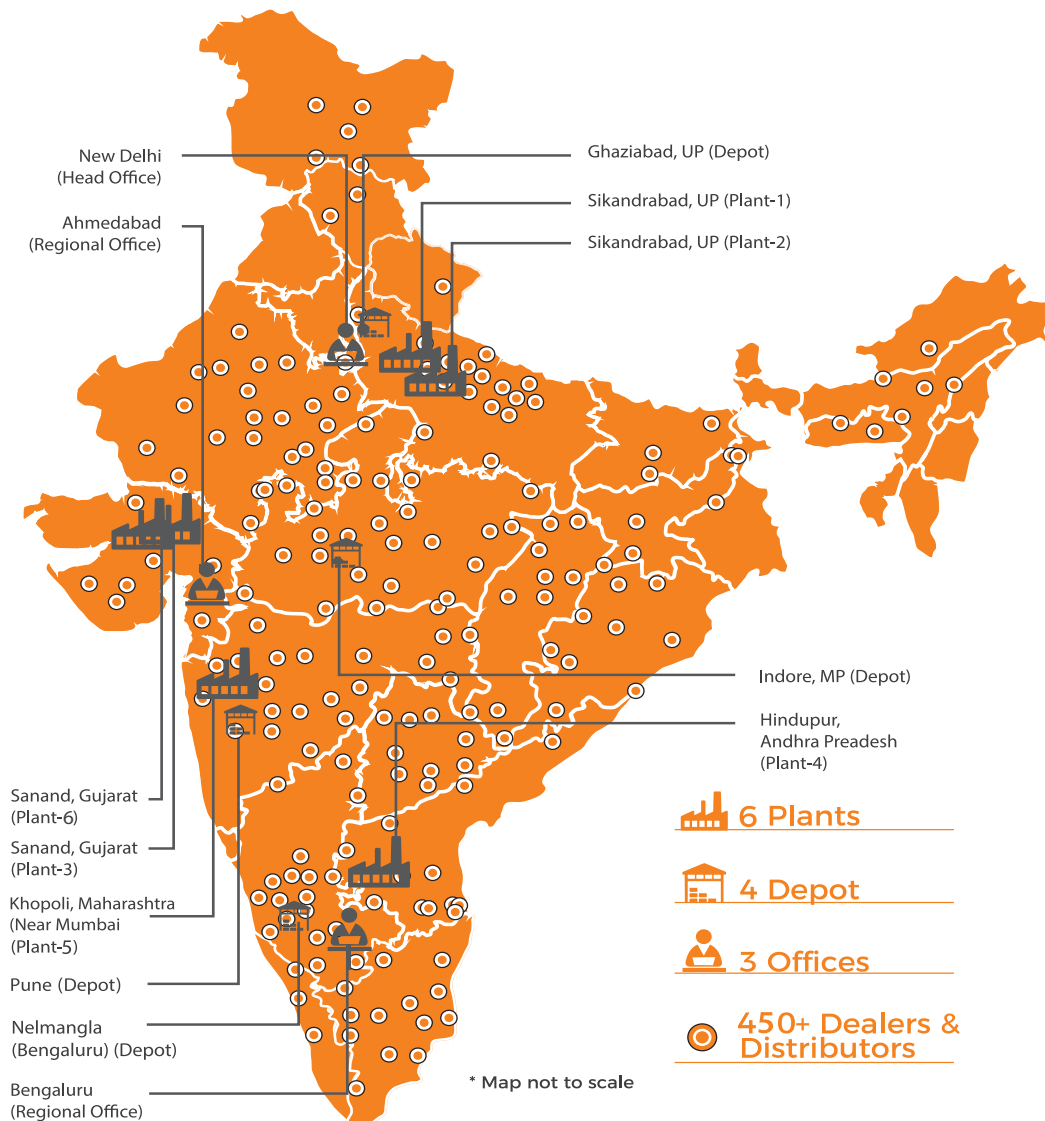 New Delhi
(Head Office)
Ahmedabad
(Regional Office)
Ghaziabad, UP (Depot)
Sikandrabad, UP (Plant-1)
Sikandrabad, UP (Plant-2)
Indore, MP (Depot)
Hindupur,
Andhra Preadesh
(Plant-4)
Sanand, Gujarat
(Plant-6)
Sanand, Gujarat
(Plant-3)
Khopoli, Maharashtra
(Near Mumbai
(Plant-5)
Pune (Depot)
Nelmangla
(Bengaluru) (Depot)
Bengaluru
(Regional Office)
6 Plants
4 Depot
3 Offices
450+ Dealers &
Distributors
* Map not to scale